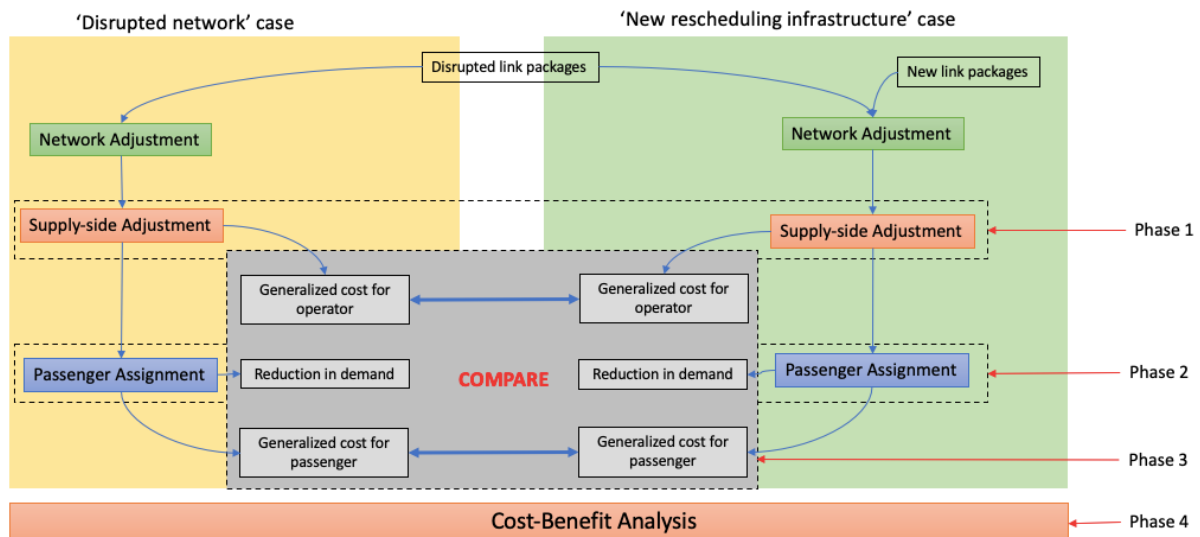 ‘Disrupted network’ case
‘New rescheduling infrastructure’ case
Disrupted link packages
New link packages
Network Adjustment
Network Adjustment
Supply-side Adjustment
Supply-side Adjustment
Phase 1
Generalized cost for
operator
Generalized cost for
operator
Passenger Assignment
Reduction in demand
COMPARE
Reduction in demand
Passenger Assignment
Phase 2
Generalized cost for
passenger
Generalized cost for
passenger
Phase 3
Cost-Benefit Analysis
Phase 4